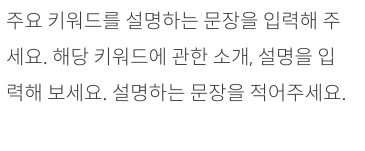 주요 키워드를 설명하는 문장을 입력해 주
세요. 해당 키워드에 관한 소개, 설명을 입
력해 보세요. 설명하는 문장을 적어주세요.